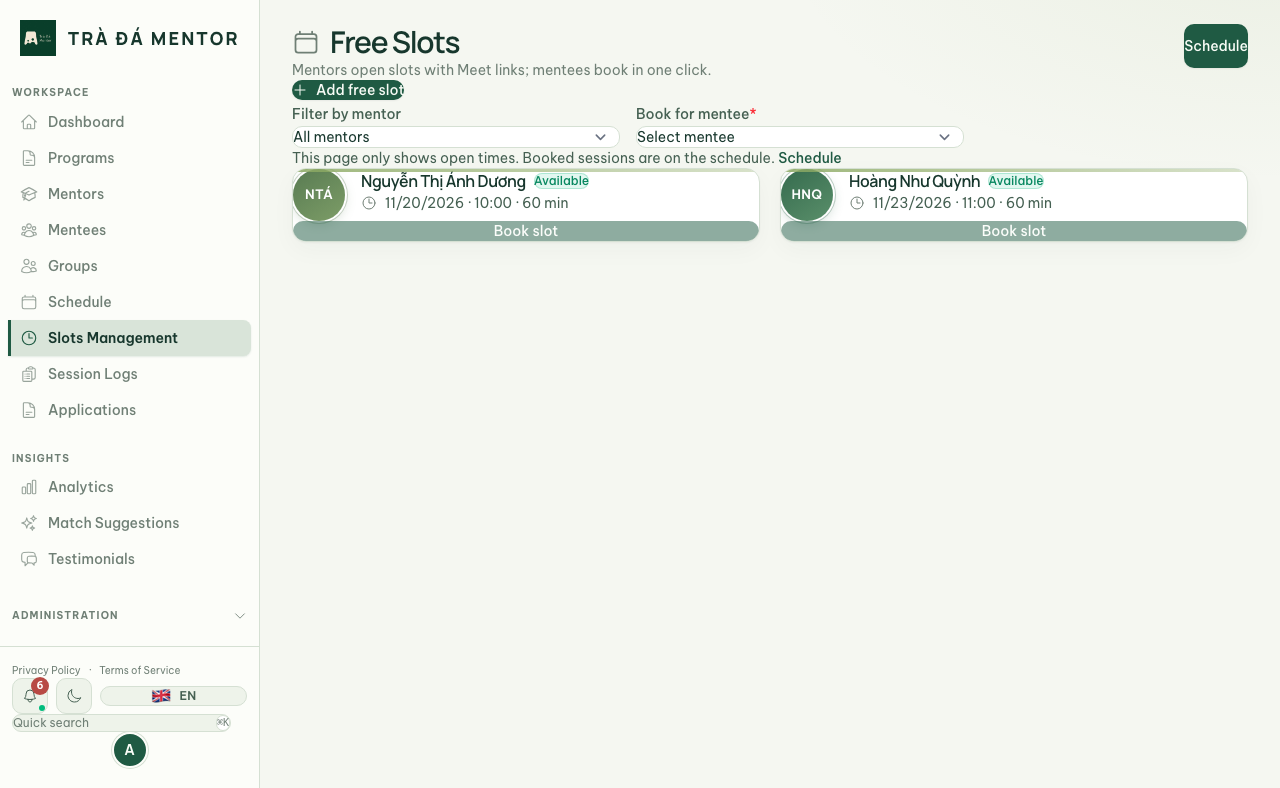 TRÀ ĐÁ MENTOR
WORKSPACE
Dashboard
Programs
Mentors
Mentees
Groups
Schedule
Slots Management
Session Logs
Applications
INSIGHTS
Analytics
Match Suggestions
Testimonials
ADMINISTRATION
Privacy Policy · Terms of Service
6
EN
Quick search ⌘K
A
Free Slots
Schedule
Mentors open slots with Meet links; mentees book in one click.
Add free slot
Filter by mentor
All mentors
Book for mentee*
Select mentee
This page only shows open times. Booked sessions are on the schedule. Schedule
NTÁ
Nguyễn Thị Ánh Dương Available
11/20/2026 · 10:00 · 60 min
Book slot
HNQ
Hoàng Như Quỳnh Available
11/23/2026 · 11:00 · 60 min
Book slot